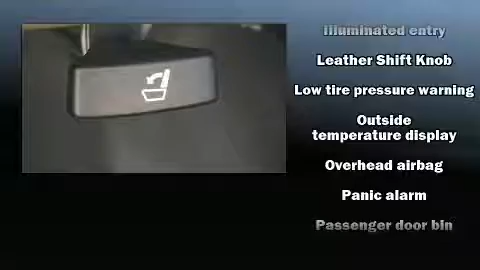 Illuminated entry
Leather Shift Knob
Low tire pressure warning
Outside
temperature display
Overhead airbag
Panic alarm
Passenger door bin